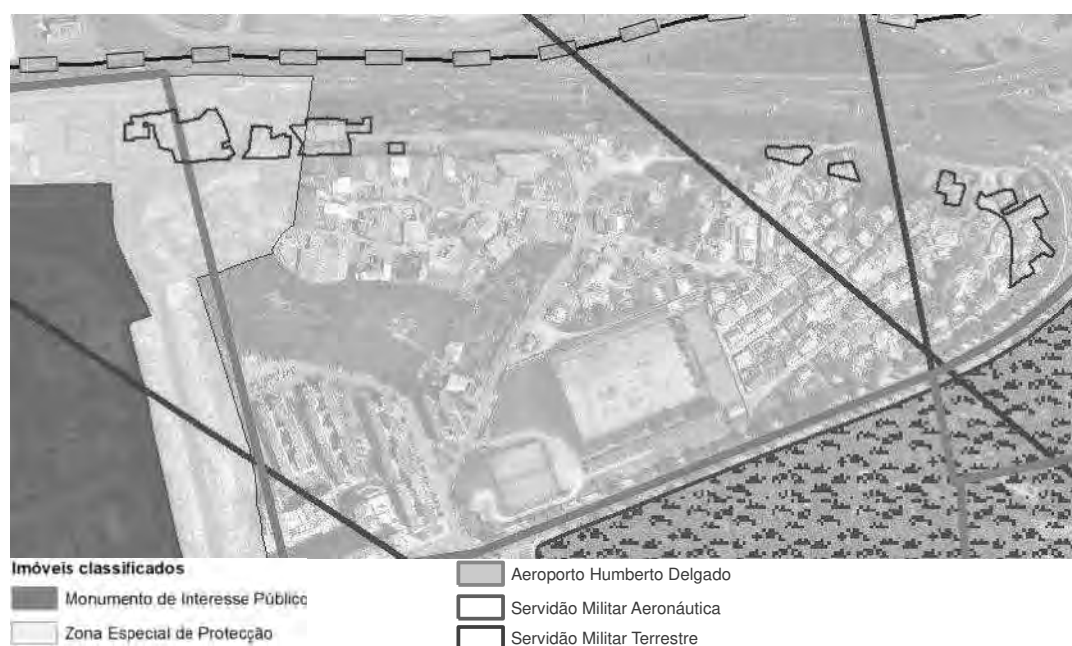 Imóveis classificados
Monumento de Interesse Público
Zona Especial de Protecção
Aeroporto Humberto Delgado
Servidão Militar Aeronáutica
Servidão Militar Terrestre